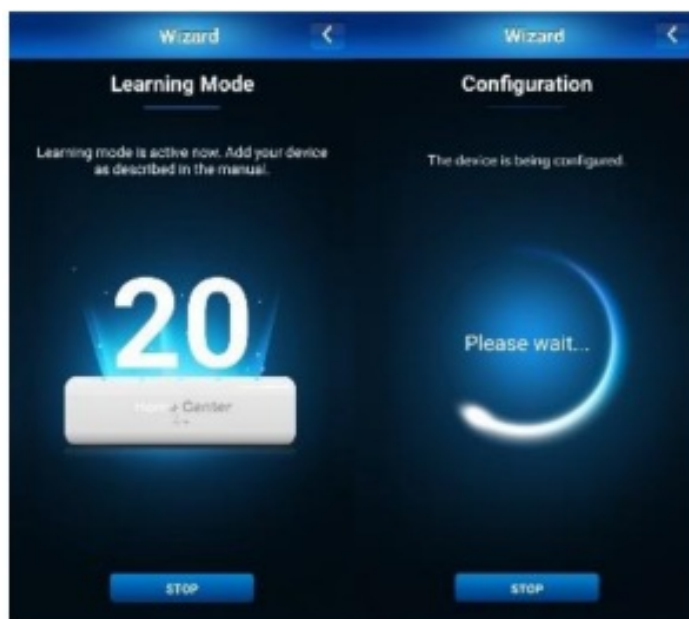 Wizard
Learning Mode
Learning mode is active now. Add your device
as described in the manual.
20
Home Center
STOP
Wizard
Configuration
The device is being configured.
Please wait...
STOP